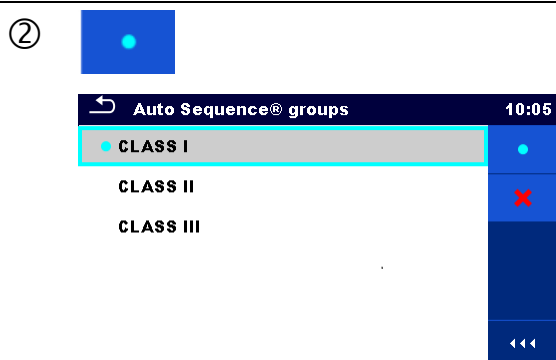 ②
Auto Sequence® groups 10:05
CLASS I
CLASS II
CLASS III